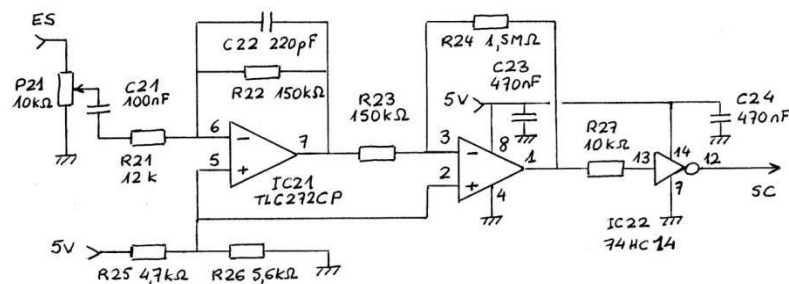 ES
P21
10kΩ
C21
100nF
R21
12k
C22 220pF
R22 150kΩ
6
5
7
IC21
TLC272CP
R23
150kΩ
R24 1,5MΩ
C23
470nF
5V
3
2
8
1
4
R27
10kΩ
13
14
12
7
IC22
74HC14
C24
470nF
SC
5V
R25 4,7kΩ
R26 5,6kΩ